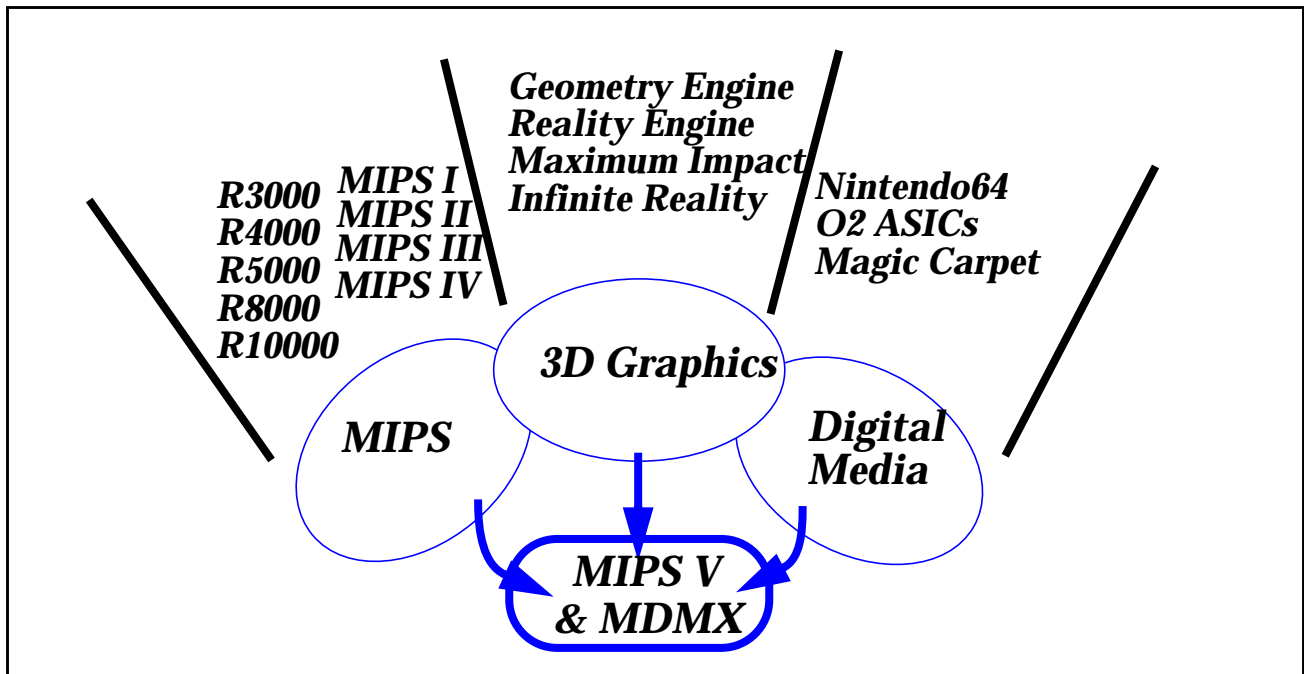 Geometry Engine
Reality Engine
Maximum Impact
Infinite Reality
R3000
R4000
R5000
R8000
R10000
MIPS I
MIPS II
MIPS III
MIPS IV
Nintendo64
O2 ASICs
Magic Carpet
MIPS
3D Graphics
Digital
Media
MIPS V
& MDMX